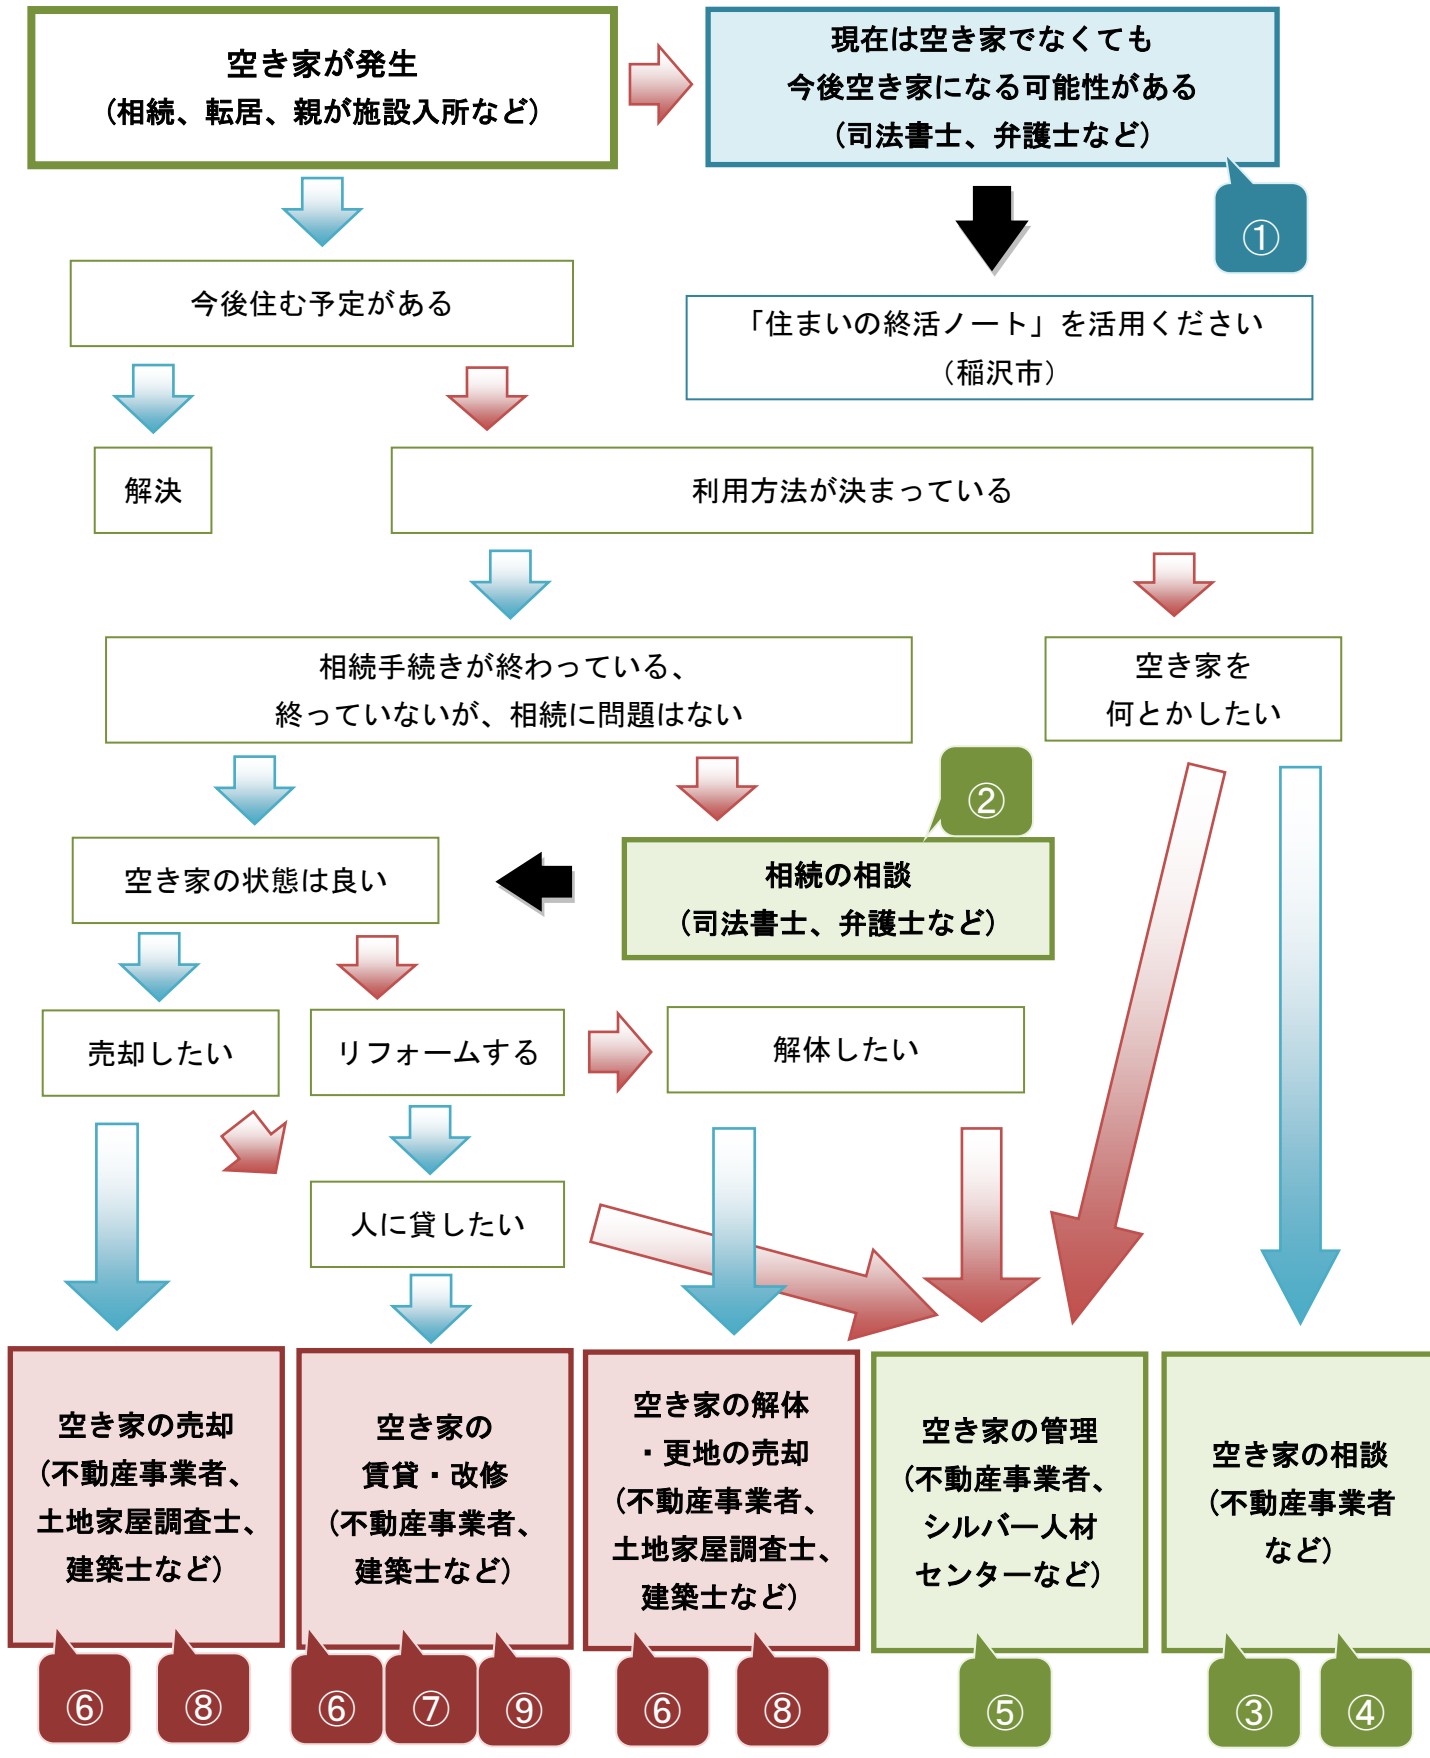 空き家が発生
（相続、転居、親が施設入所など）
現在は空き家でなくても
今後空き家になる可能性がある
（司法書士、弁護士など）
①
今後住む予定がある
「住まいの終活ノート」を活用ください
（稲沢市）
解決
利用方法が決まっている
相続手続きが終わっている、
終っていないが、相続に問題はない
空き家を
何とかしたい
②
空き家の状態は良い
相続の相談
（司法書士、弁護士など）
売却したい
リフォームする
解体したい
人に貸したい
空き家の売却
（不動産事業者、
土地家屋調査士、
建築士など）
⑥
⑧
空き家の
賃貸・改修
（不動産事業者、
建築士など）
⑥
⑦
⑨
空き家の解体
・更地の売却
（不動産事業者、
土地家屋調査士、
建築士など）
⑥
⑧
空き家の管理
（不動産事業者、
シルバー人材
センターなど）
⑤
空き家の相談
（不動産事業者
など）
③
④